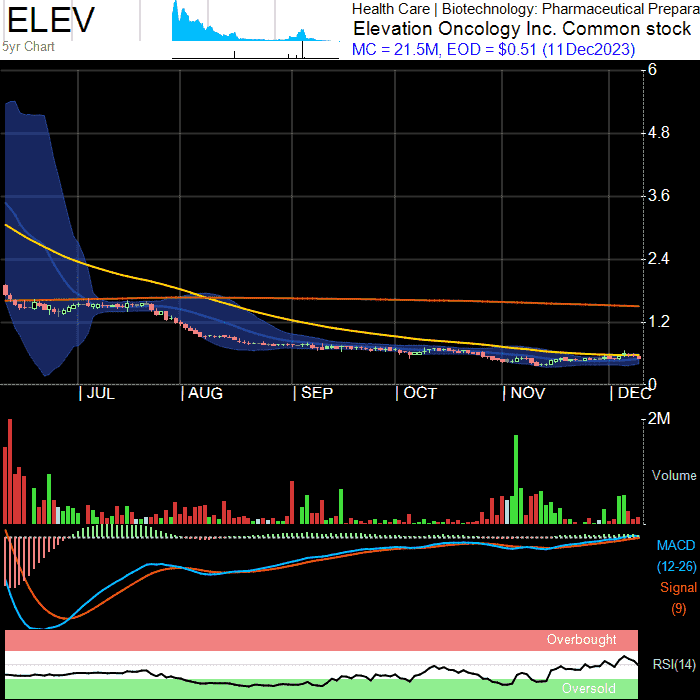 ELEV
5yr Chart
Health Care | Biotechnology: Pharmaceutical Prepara
Elevation Oncology Inc. Common stock
MC = 21.5M, EOD = $0.51 (11Dec2023)
6
4.8
3.6
2.4
1.2
0
| JUL | AUG | SEP | OCT | NOV | DEC
2M
Volume
MACD
(12-26)
Signal
(9)
Overbought
RSI(14)
Oversold